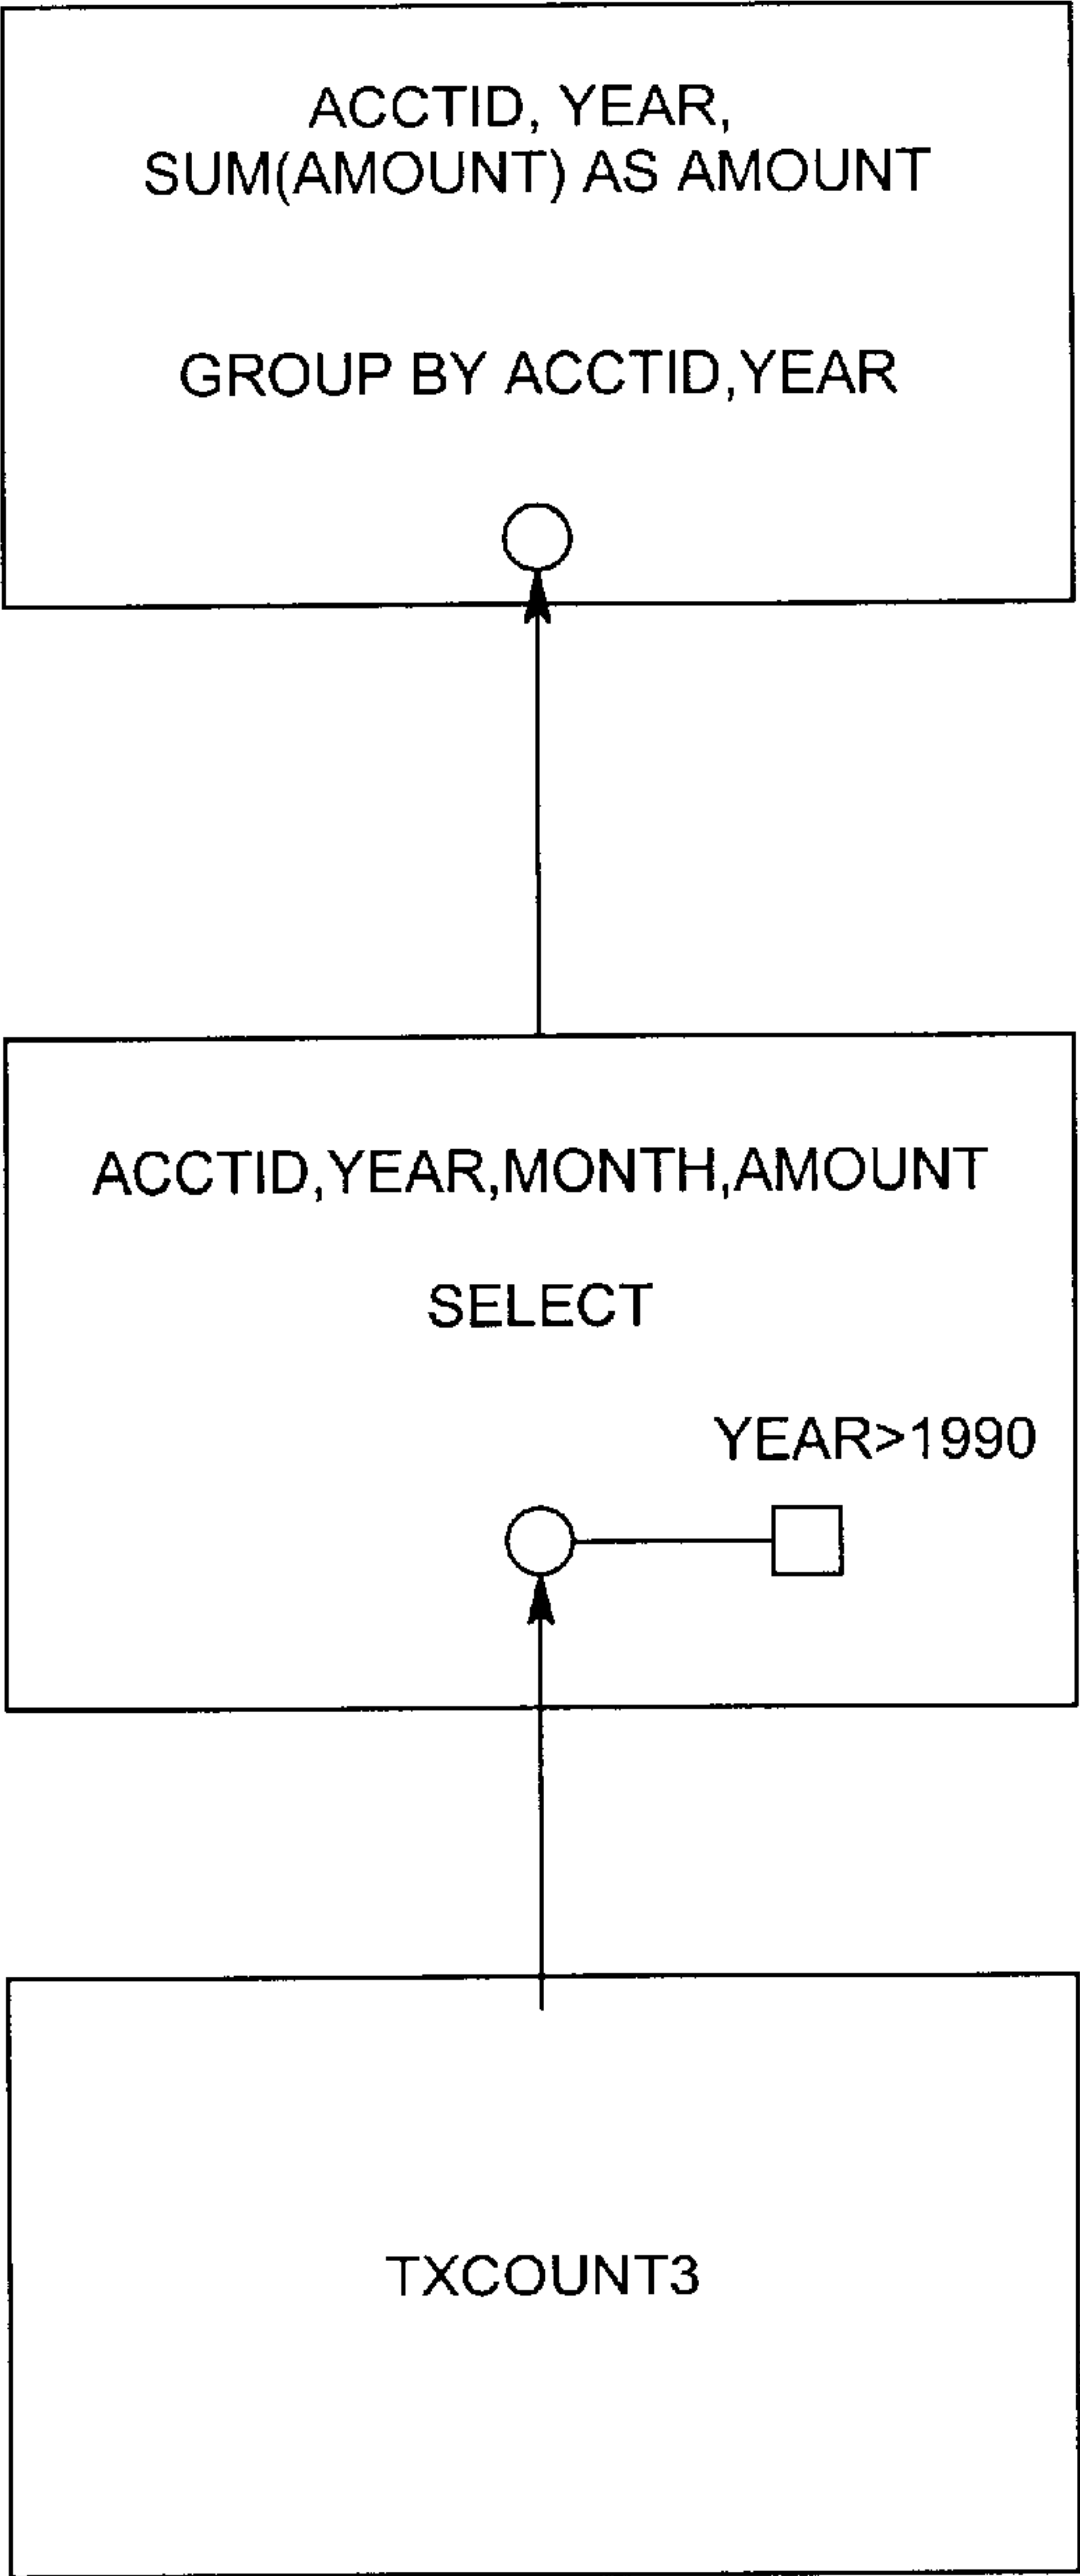 ACCTID, YEAR,
SUM(AMOUNT) AS AMOUNT
GROUP BY ACCTID,YEAR
ACCTID,YEAR,MONTH,AMOUNT
SELECT
YEAR>1990
TXCOUNT3